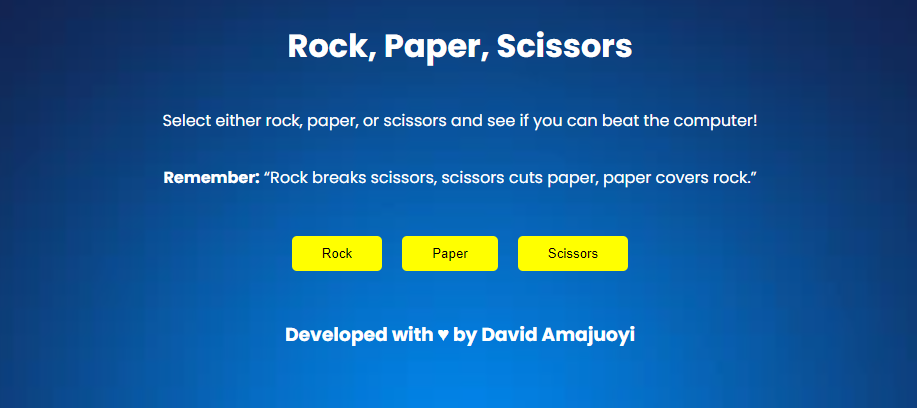 Rock, Paper, Scissors
Select either rock, paper, or scissors and see if you can beat the computer!
Remember: “Rock breaks scissors, scissors cuts paper, paper covers rock.”
Rock Paper Scissors
Developed with ♥ by David Amajuoyi